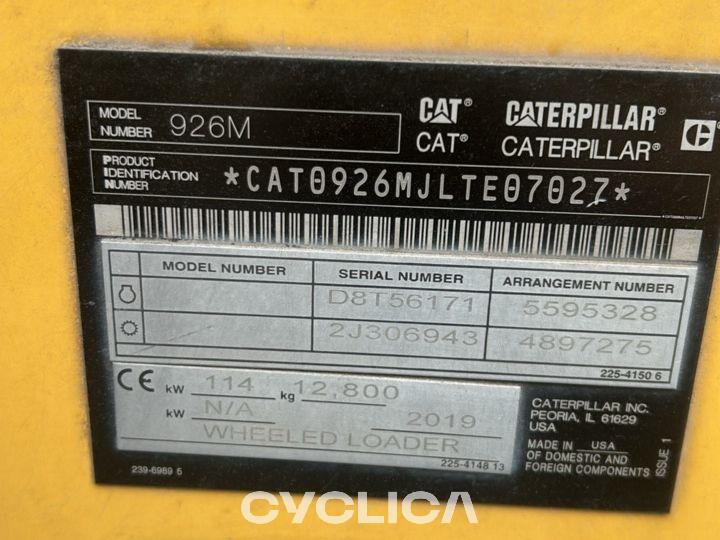 MODEL NUMBER 926M
CAT® CATERPILLAR®
CAT® CATERPILLAR®
PRODUCT IDENTIFICATION NUMBER *CAT0926MJLTE07027*
MODEL NUMBER SERIAL NUMBER ARRANGEMENT NUMBER
D8T56171 5595328
2J306943 4897275
225-4150 6
CE kW 114 kg 12,800
kW N/A 2019
WHEELED LOADER
225-4148 13
CATERPILLAR INC.
PEORIA, IL 61629
USA
MADE IN USA
OF DOMESTIC AND
FOREIGN COMPONENTS
ISSUE 1
239-6989 5
CYCLICA